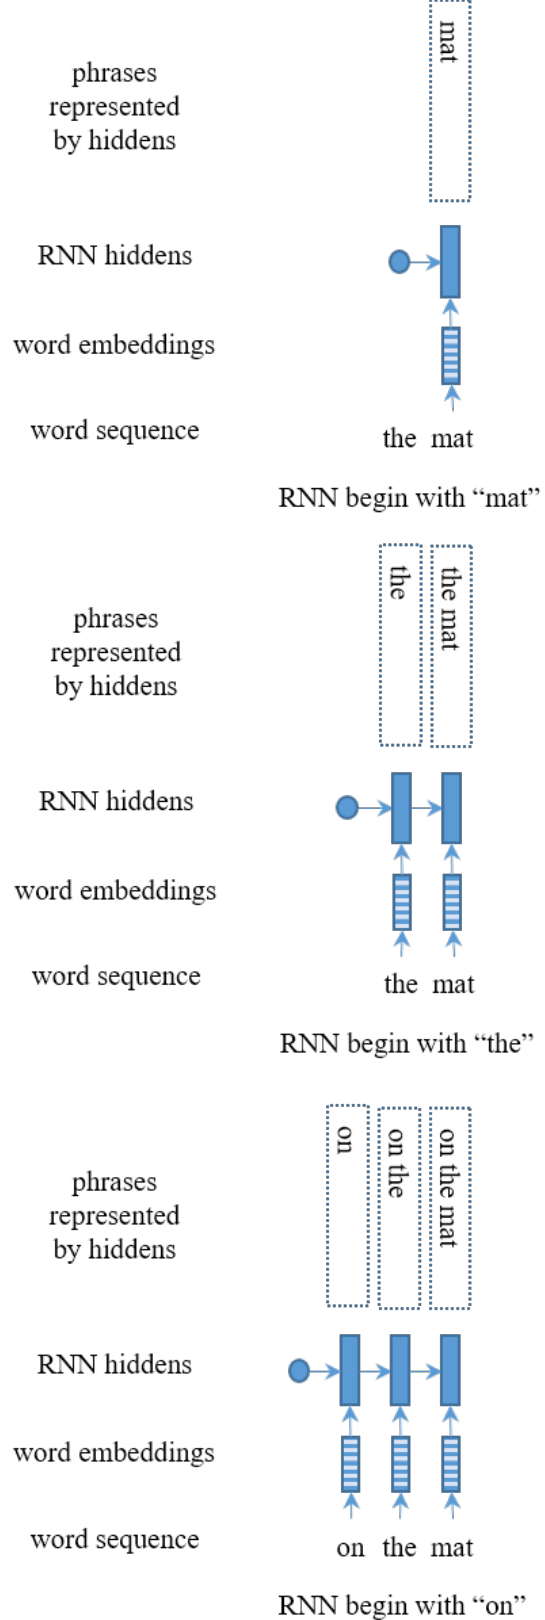 mat
phrases
represented
by hiddens
RNN hiddens
word embeddings
word sequence
the mat
RNN begin with “mat”
the
the mat
phrases
represented
by hiddens
RNN hiddens
word embeddings
word sequence
the mat
RNN begin with “the”
on
on the
on the mat
phrases
represented
by hiddens
RNN hiddens
word embeddings
word sequence
on the mat
RNN begin with “on”